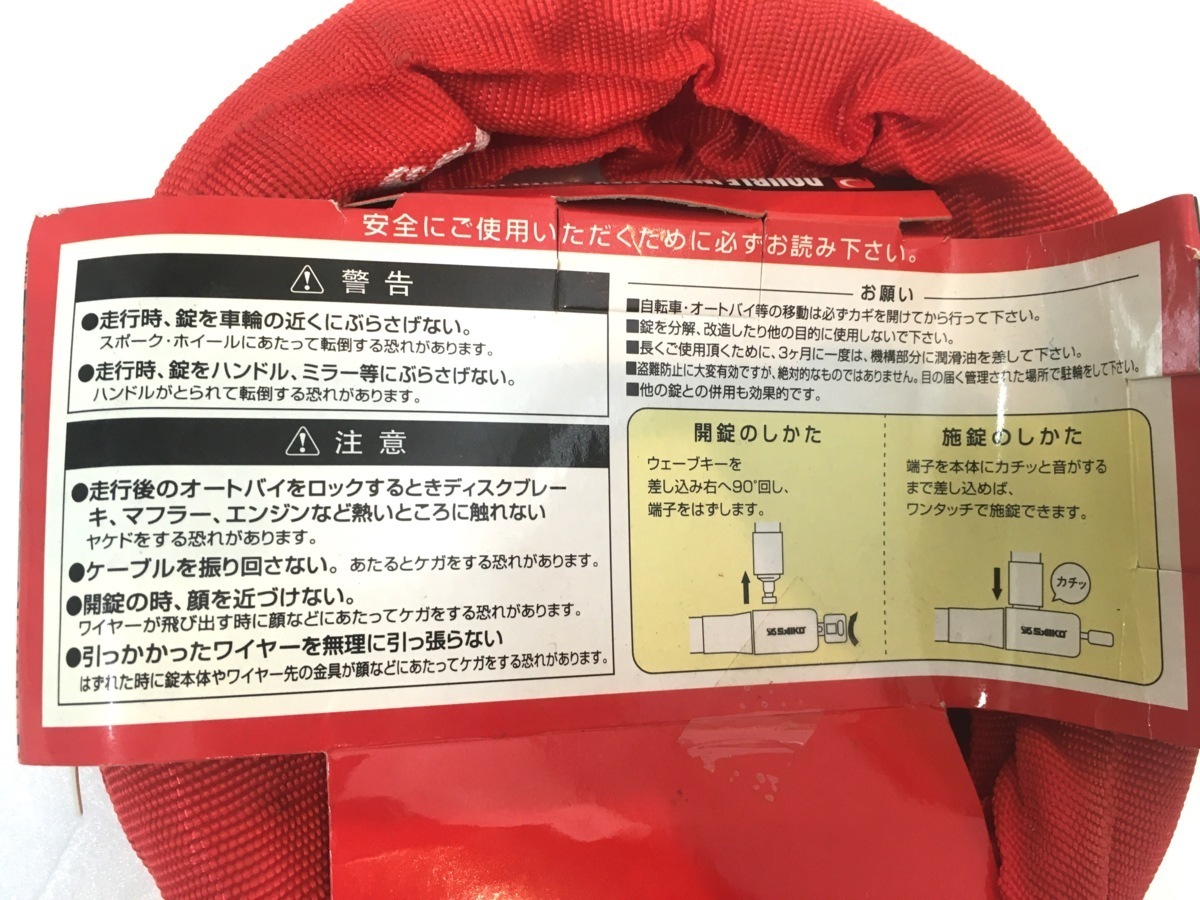 安全にご使用いただくために必ずお読み下さい。
警告
●走行時、錠を車輪の近くにぶらさげない。
スポーク・ホイールにあたって転倒する恐れがあります。
●走行時、錠をハンドル、ミラー等にぶらさげない。
ハンドルがとられて転倒する恐れがあります。
注意
●走行後のオートバイをロックするときディスクブレー
キ、マフラー、エンジンなど熱いところに触れない
ヤケドをする恐れがあります。
●ケーブルを振り回さない。あたるとケガをする恐れがあります。
●開錠の時、顔を近づけない。
ワイヤーが飛び出す時に顔などにあたってケガをする恐れがあります。
●引っかかったワイヤーを無理に引っ張らない
はずれた時に錠本体やワイヤー先の金具が顔などにあたってケガをする恐れがあります。
お願い
■自転車・オートバイ等の移動は必ずカギを開けてから行って下さい。
■錠を分解、改造したり他の目的に使用しないで下さい。
■長くご使用頂くために、3ヶ月に一度は、機構部分に潤滑油を差して下さい。
■盗難防止に大変有効ですが、絶対的なものではありません。目の届く管理された場所で駐輪をして下さい。
■他の錠との併用も効果的です。
開錠のしかた
ウェーブキーを
差し込み右へ90°回し、
端子をはずします。
SAIKO
施錠のしかた
端子を本体にカチッと音がする
まで差し込めば、
ワンタッチで施錠できます。
カチッ
SAIKO
DOUBLE